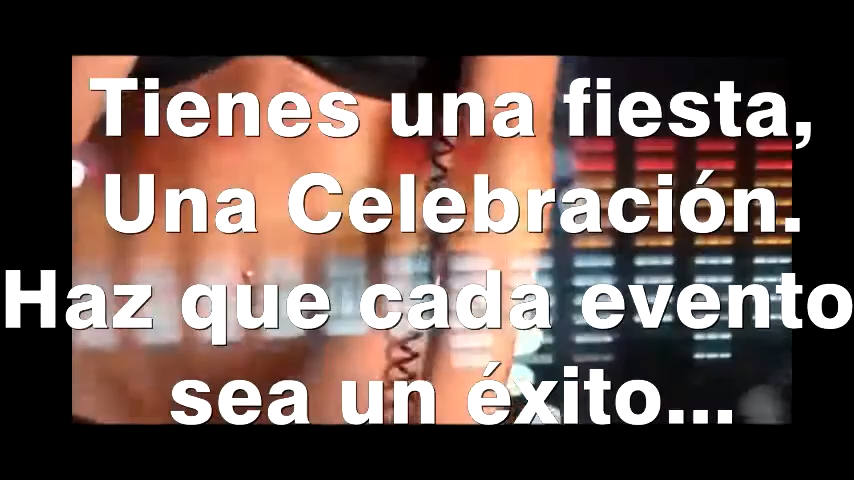 Tienes una fiesta,
Una Celebración.
Haz que cada evento
sea un éxito...